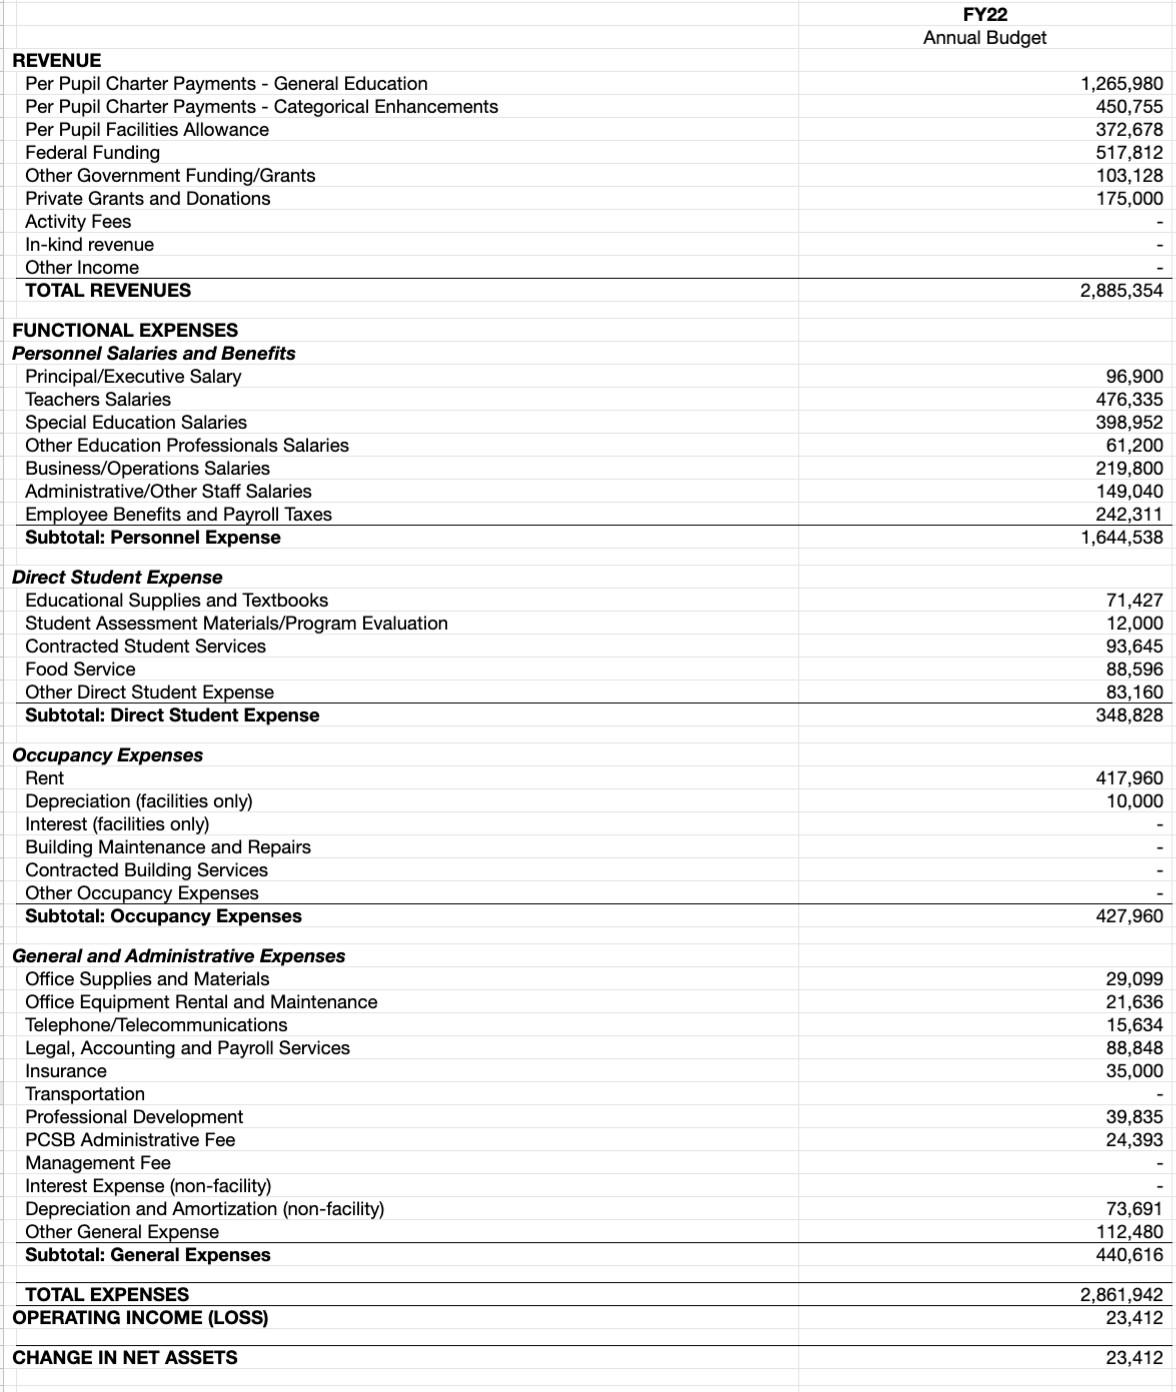 FY22
Annual Budget
REVENUE
Per Pupil Charter Payments - General Education 1,265,980
Per Pupil Charter Payments - Categorical Enhancements 450,755
Per Pupil Facilities Allowance 372,678
Federal Funding 517,812
Other Government Funding/Grants 103,128
Private Grants and Donations 175,000
Activity Fees -
In-kind revenue -
Other Income -
TOTAL REVENUES 2,885,354
FUNCTIONAL EXPENSES
Personnel Salaries and Benefits
Principal/Executive Salary 96,900
Teachers Salaries 476,335
Special Education Salaries 398,952
Other Education Professionals Salaries 61,200
Business/Operations Salaries 219,800
Administrative/Other Staff Salaries 149,040
Employee Benefits and Payroll Taxes 242,311
Subtotal: Personnel Expense 1,644,538
Direct Student Expense
Educational Supplies and Textbooks 71,427
Student Assessment Materials/Program Evaluation 12,000
Contracted Student Services 93,645
Food Service 88,596
Other Direct Student Expense 83,160
Subtotal: Direct Student Expense 348,828
Occupancy Expenses
Rent 417,960
Depreciation (facilities only) 10,000
Interest (facilities only) -
Building Maintenance and Repairs -
Contracted Building Services -
Other Occupancy Expenses -
Subtotal: Occupancy Expenses 427,960
General and Administrative Expenses
Office Supplies and Materials 29,099
Office Equipment Rental and Maintenance 21,636
Telephone/Telecommunications 15,634
Legal, Accounting and Payroll Services 88,848
Insurance 35,000
Transportation -
Professional Development 39,835
PCSB Administrative Fee 24,393
Management Fee -
Interest Expense (non-facility) -
Depreciation and Amortization (non-facility) 73,691
Other General Expense 112,480
Subtotal: General Expenses 440,616
TOTAL EXPENSES 2,861,942
OPERATING INCOME (LOSS) 23,412
CHANGE IN NET ASSETS 23,412